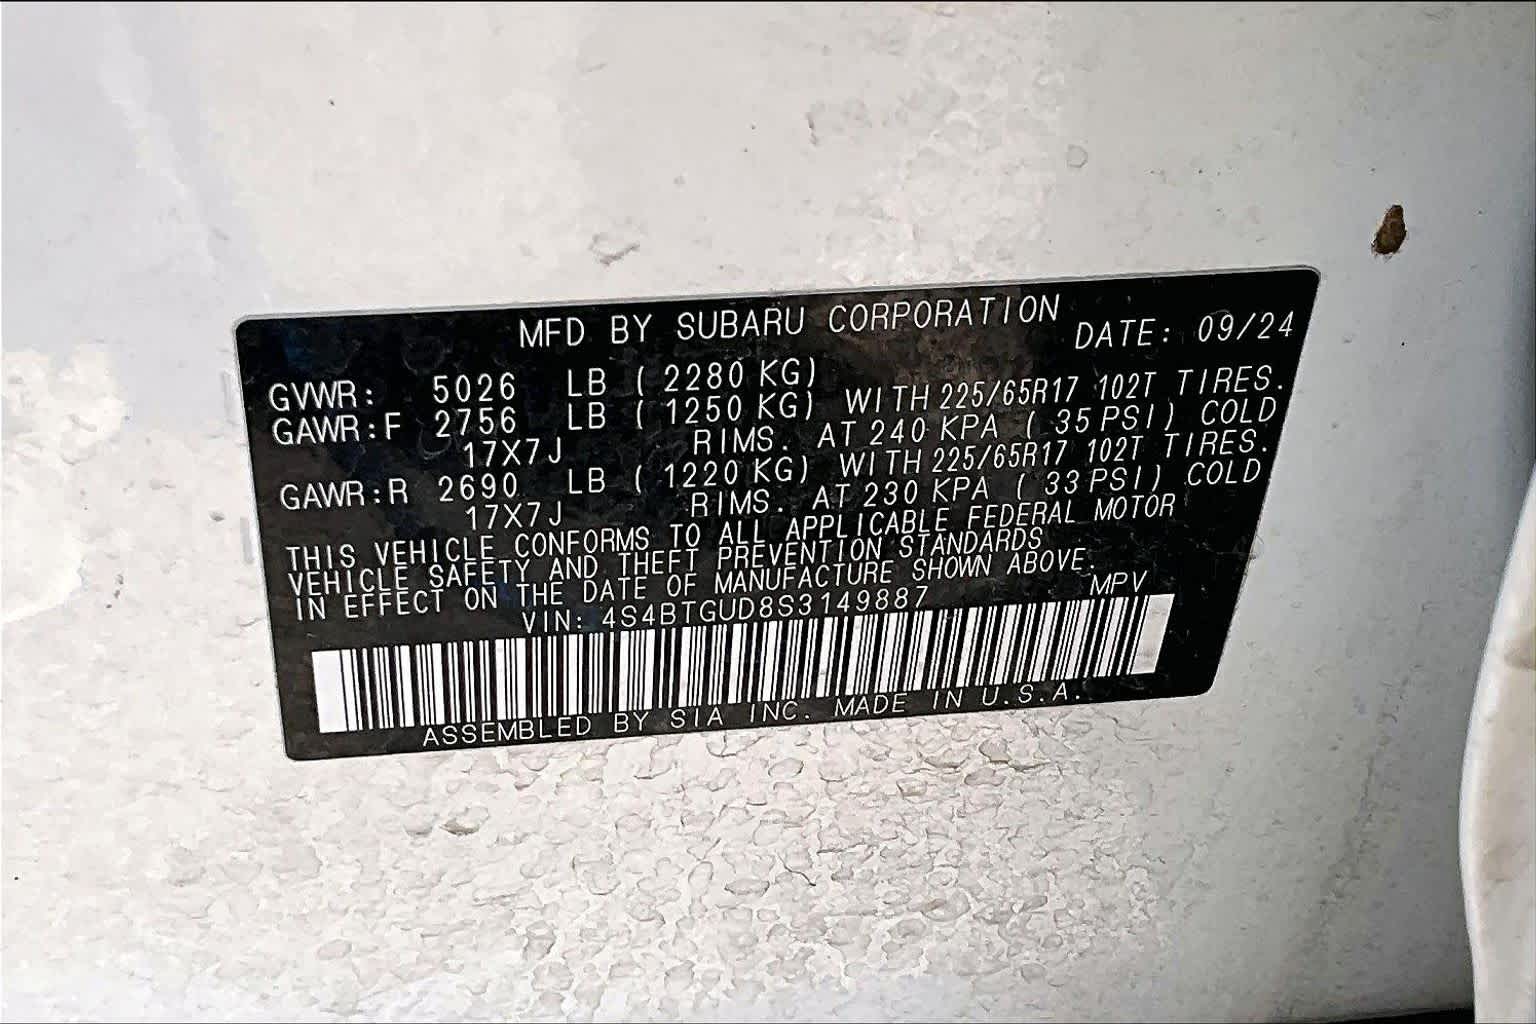 MFD BY SUBARU CORPORATION DATE: 09/24
GVWR: 5026 LB ( 2280 KG)
GAWR:F 2756 LB ( 1250 KG) WITH 225/65R17 102T TIRES.
17X7J RIMS. AT 240 KPA ( 35 PSI) COLD
GAWR:R 2690 LB ( 1220 KG) WITH 225/65R17 102T TIRES.
17X7J RIMS. AT 230 KPA ( 33 PSI) COLD
THIS VEHICLE CONFORMS TO ALL APPLICABLE FEDERAL MOTOR
VEHICLE SAFETY AND THEFT PREVENTION STANDARDS
IN EFFECT ON THE DATE OF MANUFACTURE SHOWN ABOVE.
VIN: 4S4BTGUD8S3149887 MPV
ASSEMBLED BY SIA INC. MADE IN U.S.A.